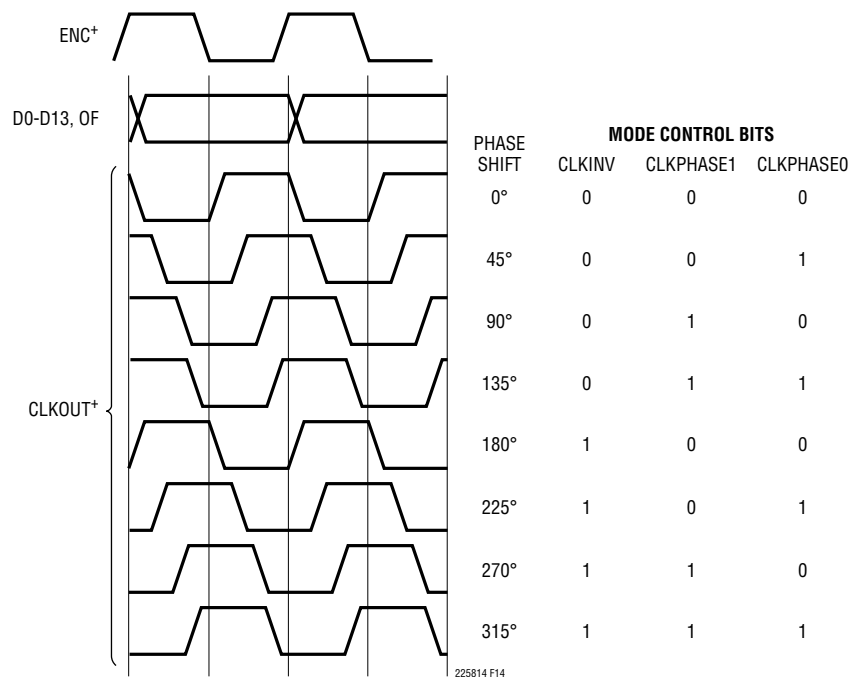 ENC+
D0-D13, OF
CLKOUT+
PHASE SHIFT
MODE CONTROL BITS
CLKINV CLKPHASE1 CLKPHASE0
0° 0 0 0
45° 0 0 1
90° 0 1 0
135° 0 1 1
180° 1 0 0
225° 1 0 1
270° 1 1 0
315° 1 1 1
225814 F14